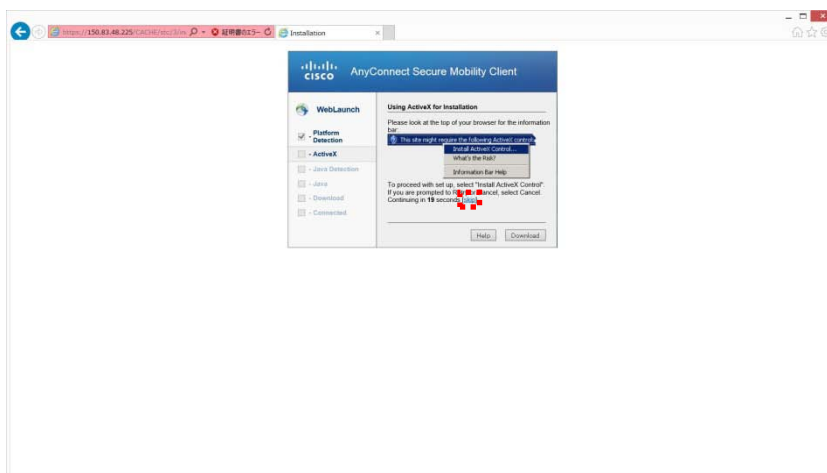 https://150.83.48.225/CACHE/stc/3/in
証明書のエラー
Installation
CISCO
AnyConnect Secure Mobility Client
WebLaunch
- Platform Detection
- ActiveX
- Java Detection
- Java
- Download
- Connected
Using ActiveX for Installation
Please look at the top of your browser for the information
bar:
This site might require the following ActiveX control
Install ActiveX Control...
What's the Risk?
Information Bar Help
To proceed with set up, select "Install ActiveX Control".
If you are prompted to cancel, select Cancel.
Continuing in 19 seconds [skip]
Help
Download